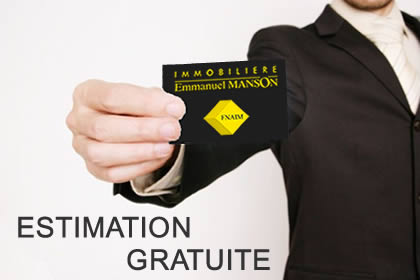 IMMOBILIERE
Emmanuel MANSON
FNAIM
ESTIMATION
GRATUITE